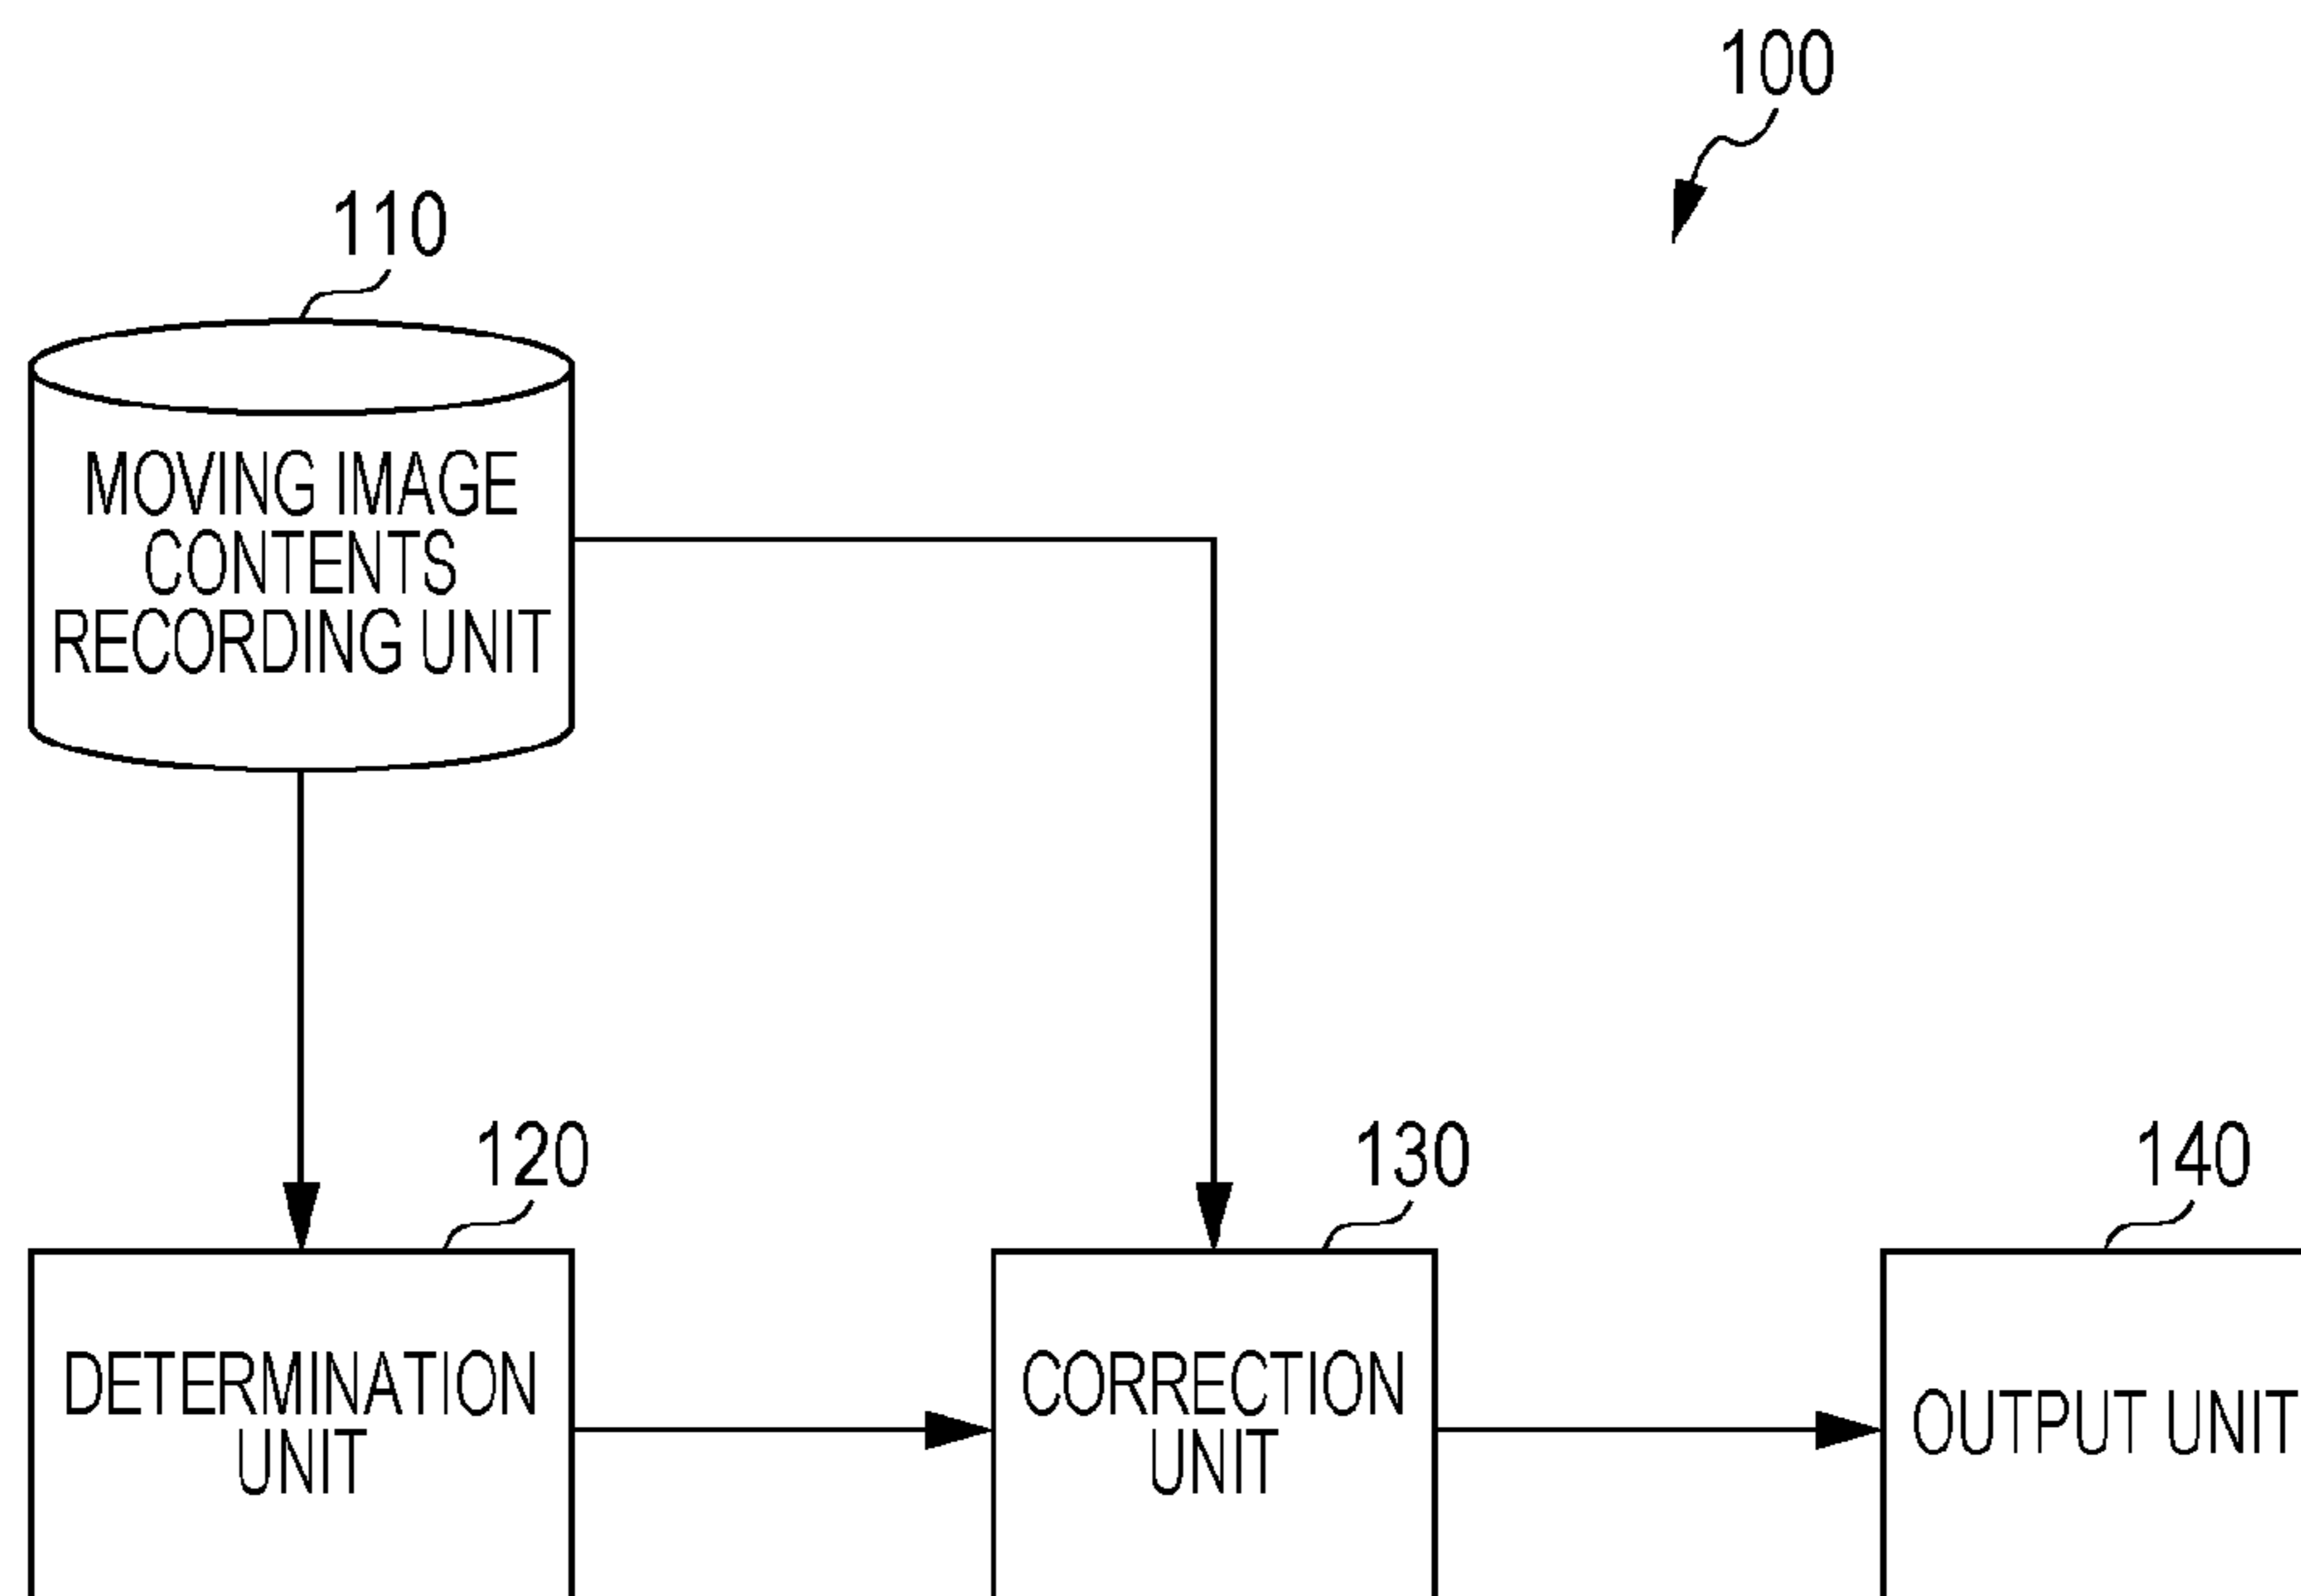 100
110
MOVING IMAGE
CONTENTS
RECORDING UNIT
120
130
140
DETERMINATION
UNIT
CORRECTION
UNIT
OUTPUT UNIT